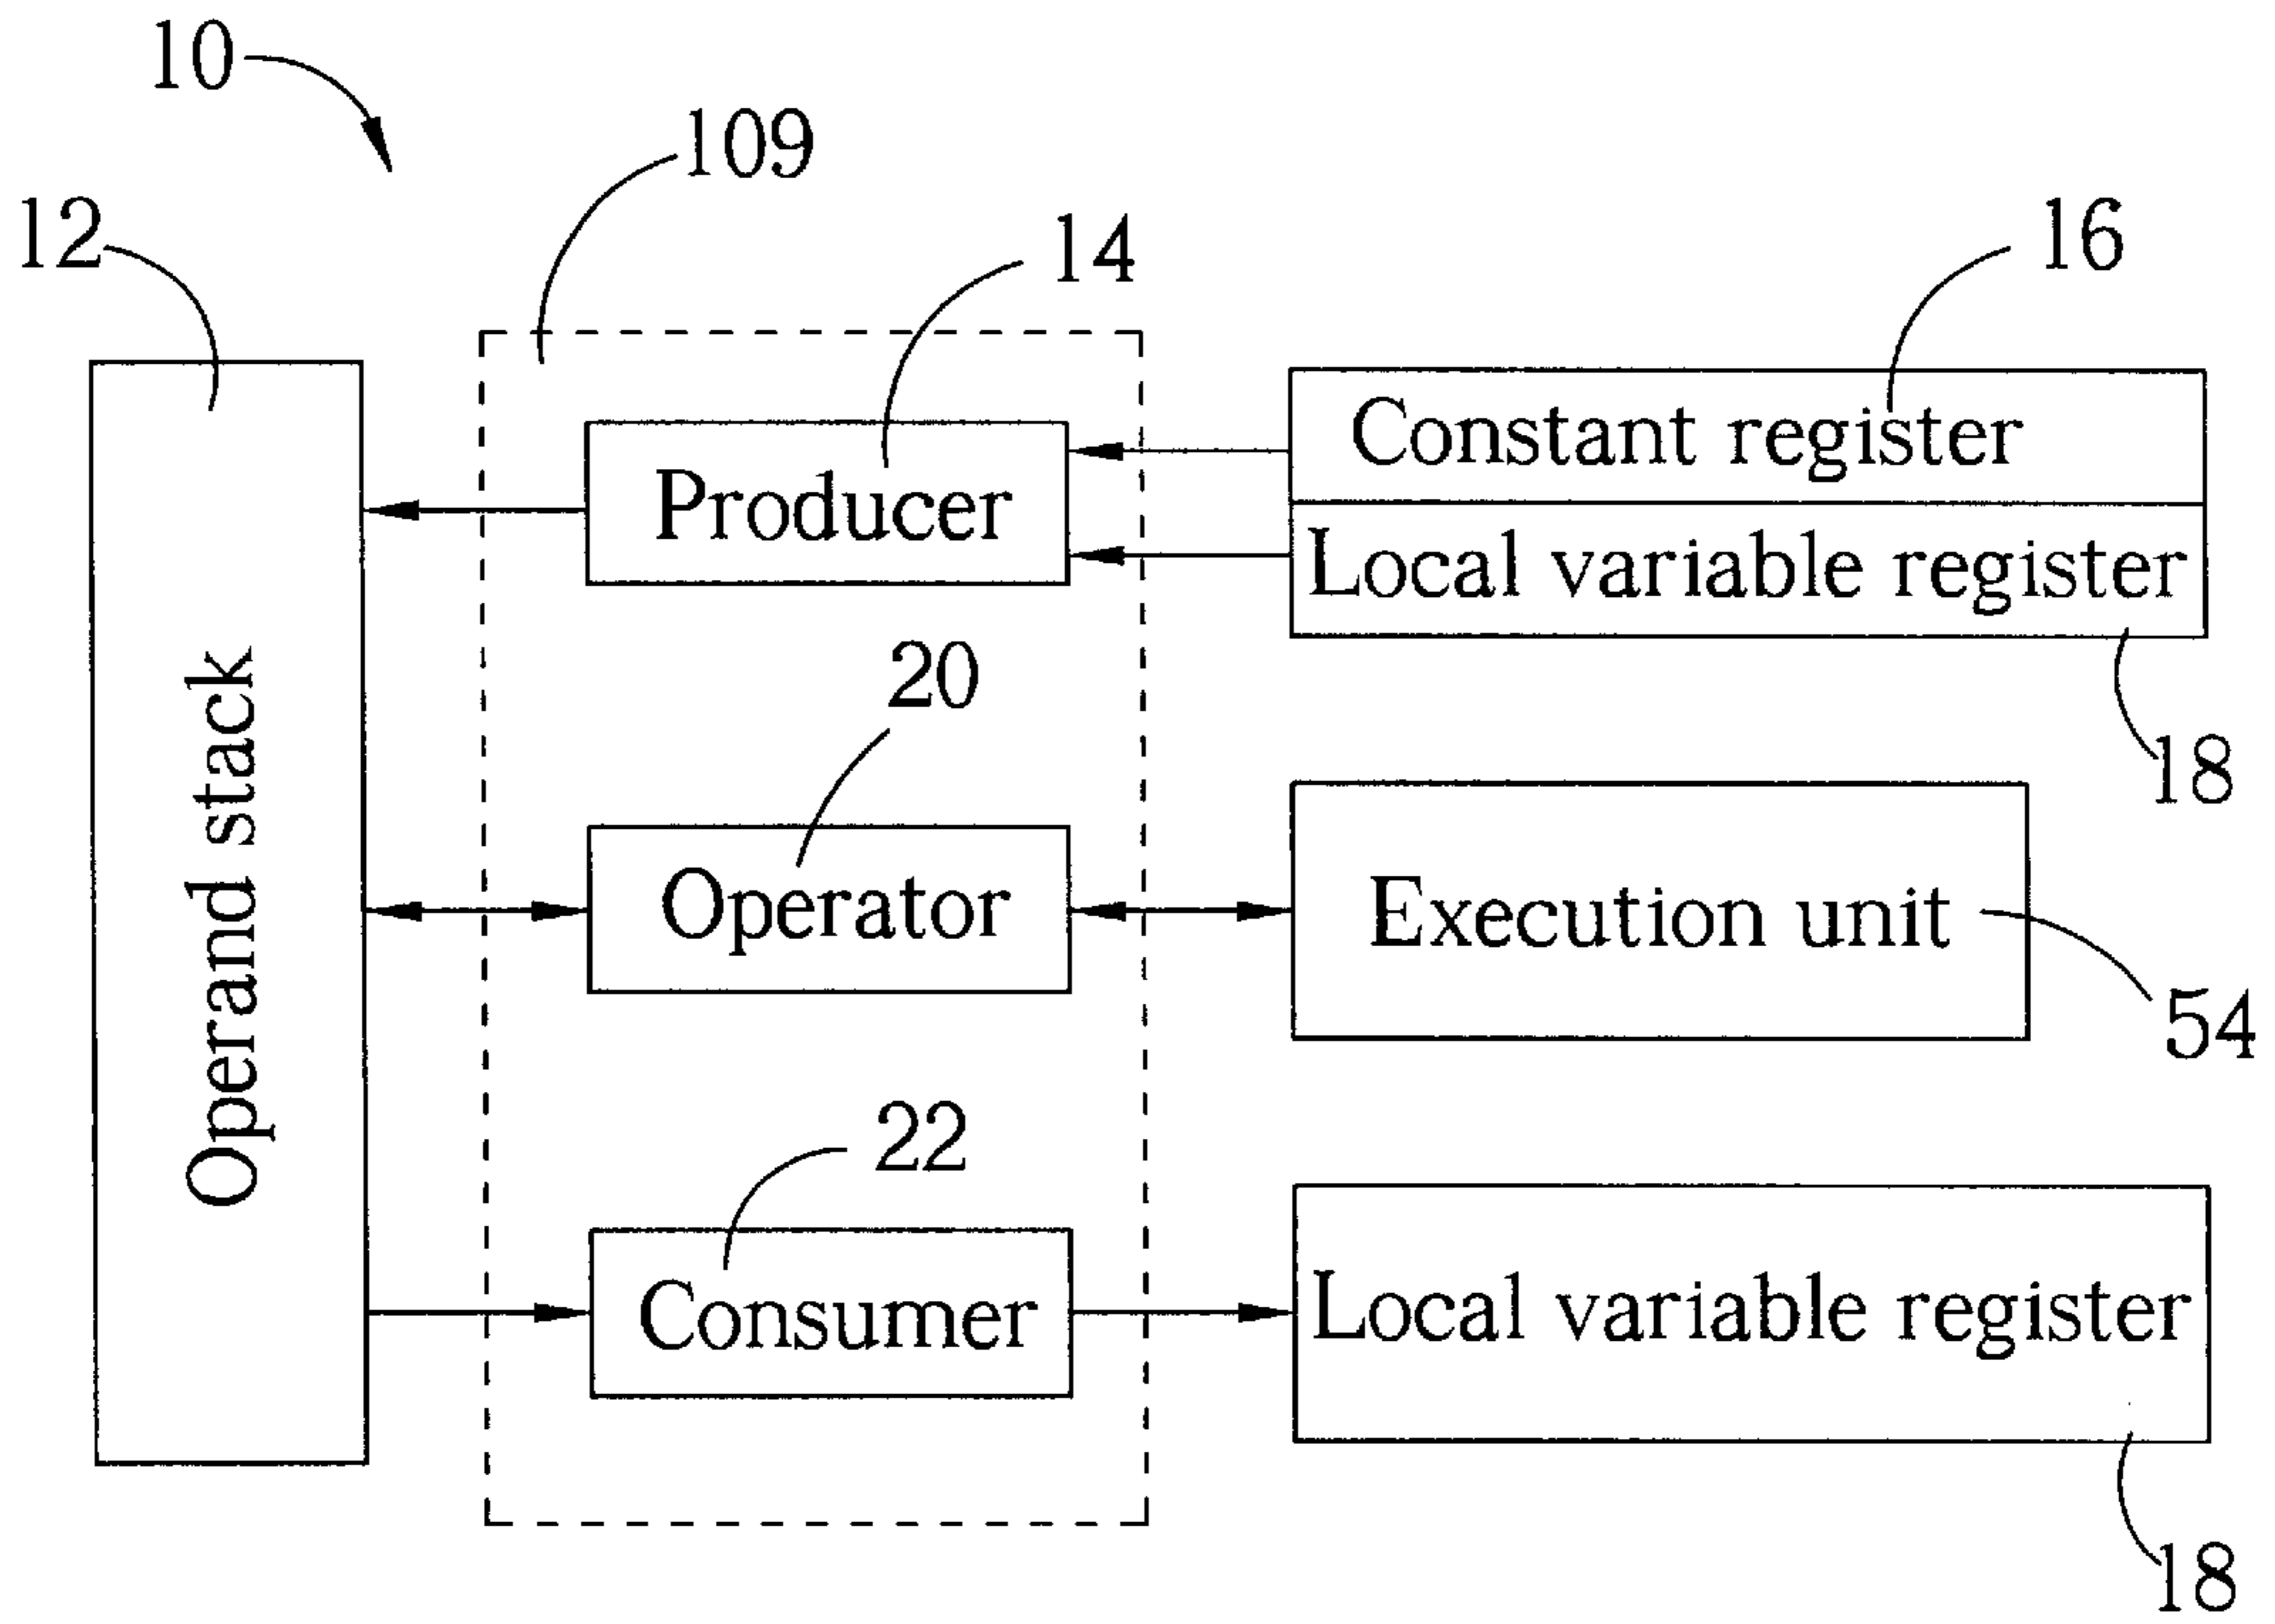 10
109
12
14
16
Constant register
Producer
Local variable register
20
18
Operand stack
Operator
Execution unit
54
22
Consumer
Local variable register
18